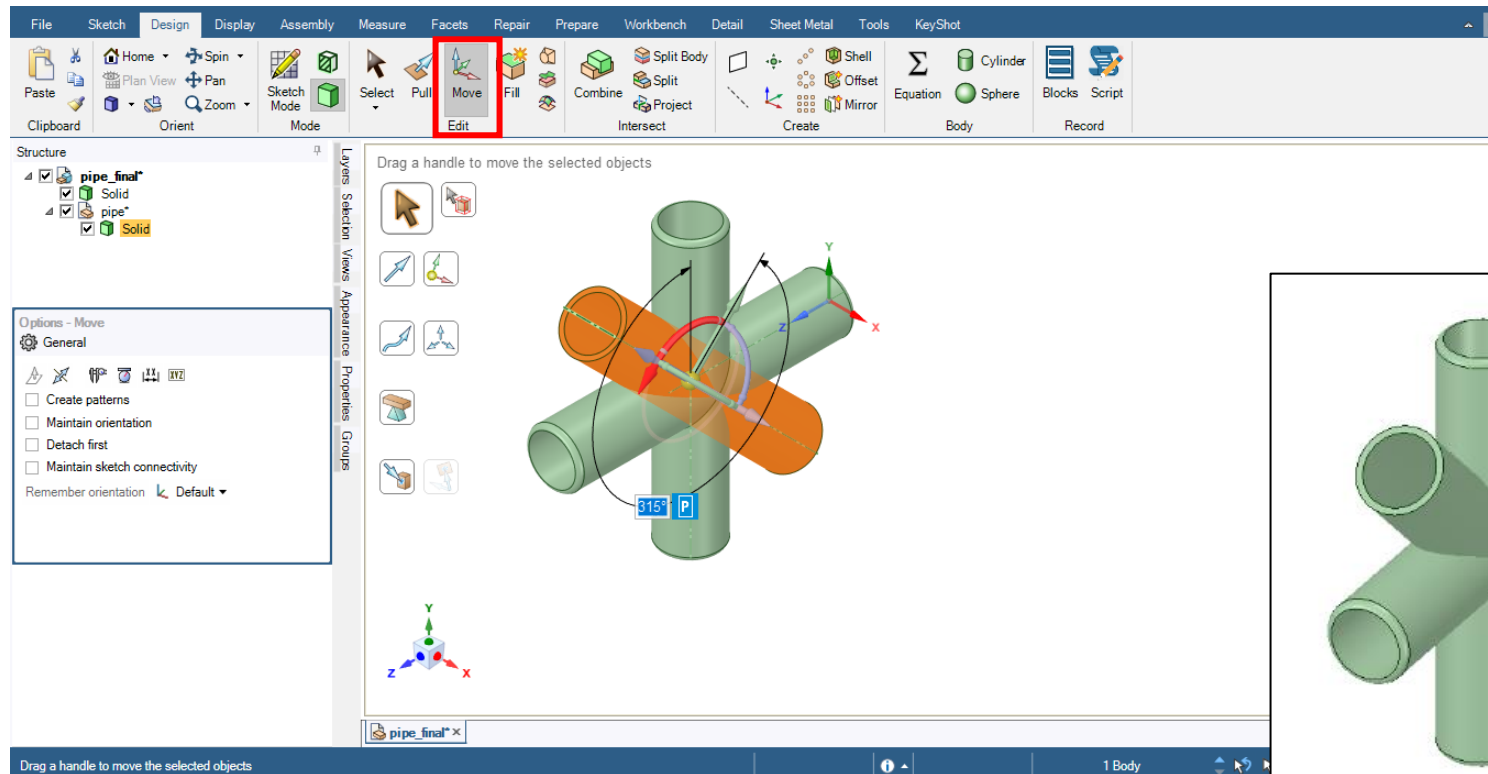 File Sketch Design Display Assembly Measure Facets Repair Prepare Workbench Detail Sheet Metal Tools KeyShot
Home Spin
Plan View Pan
Zoom
Paste
Sketch Mode
Select Pull Move Fill
Combine
Split Body
Split
Project
Shell
Offset
Mirror
Equation
Cylinder
Sphere
Blocks Script
Clipboard Orient Mode Edit Intersect Create Body Record
Structure
pipe_final*
Solid
pipe*
Solid
Layers Selection Views Appearance Properties Groups
Options - Move
General
XYZ
Create patterns
Maintain orientation
Detach first
Maintain sketch connectivity
Remember orientation Default
Drag a handle to move the selected objects
Y
Z X
315° P
Y
Z X
pipe_final* ×
Drag a handle to move the selected objects
1 Body